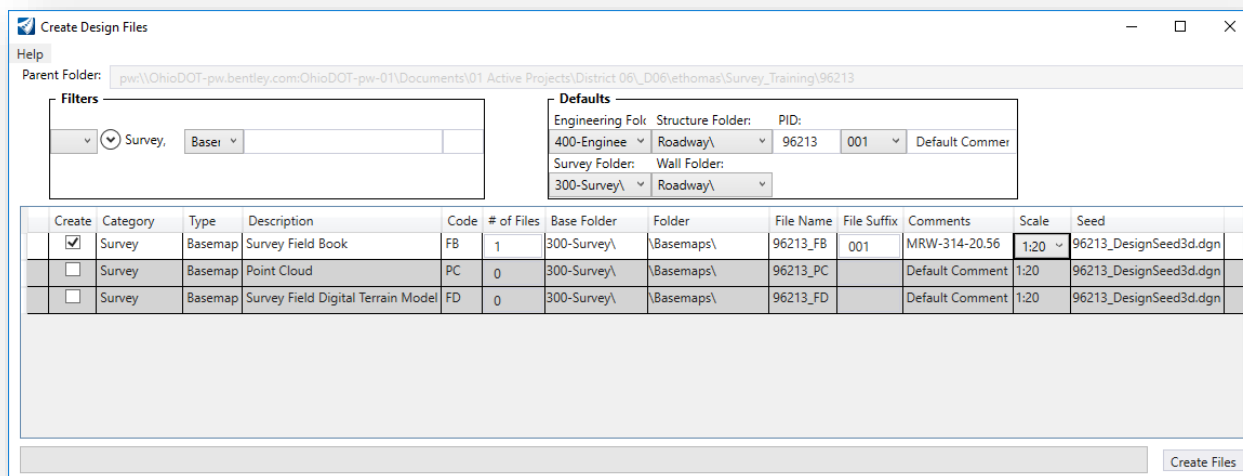 Create Design Files
Help
Parent Folder: pw:\\OhioDOT-pw.bentley.com:OhioDOT-pw-01\Documents\01 Active Projects\District 06\_D06\ethomas\Survey_Training\96213
Filters
Survey, Baser
Defaults
Engineering Folc Structure Folder: PID:
400-Enginee Roadway\ 96213 001 Default Commer
Survey Folder: Wall Folder:
300-Survey\ Roadway\
Create Category Type Description Code # of Files Base Folder Folder File Name File Suffix Comments Scale Seed
Survey Basemap Survey Field Book FB 1 300-Survey\ \Basemaps\ 96213_FB 001 MRW-314-20.56 1:20 96213_DesignSeed3d.dgn
Survey Basemap Point Cloud PC 0 300-Survey\ \Basemaps\ 96213_PC Default Comment 1:20 96213_DesignSeed3d.dgn
Survey Basemap Survey Field Digital Terrain Model FD 0 300-Survey\ \Basemaps\ 96213_FD Default Comment 1:20 96213_DesignSeed3d.dgn
Create Files